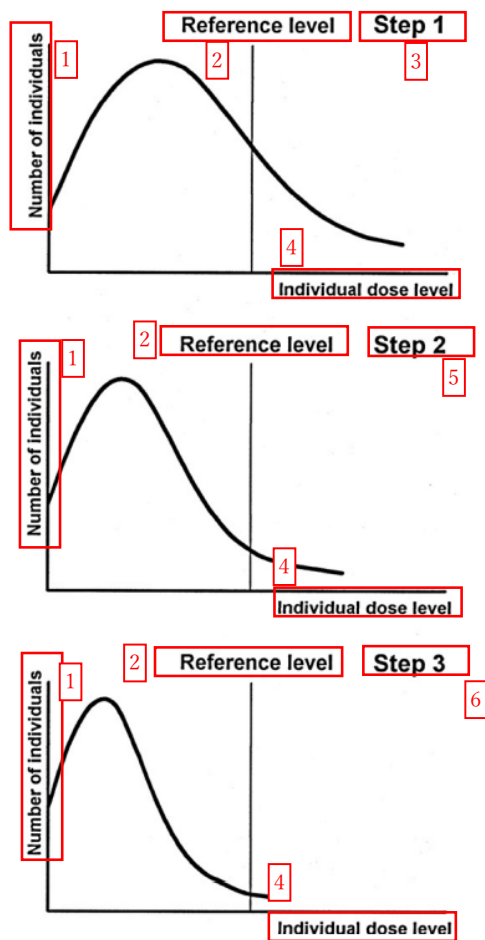 Reference level Step 1
1 2 3
Number of individuals
4
Individual dose level
2 Reference level Step 2
1 5
Number of individuals
4
Individual dose level
2 Reference level Step 3
1 6
Number of individuals
4
Individual dose level